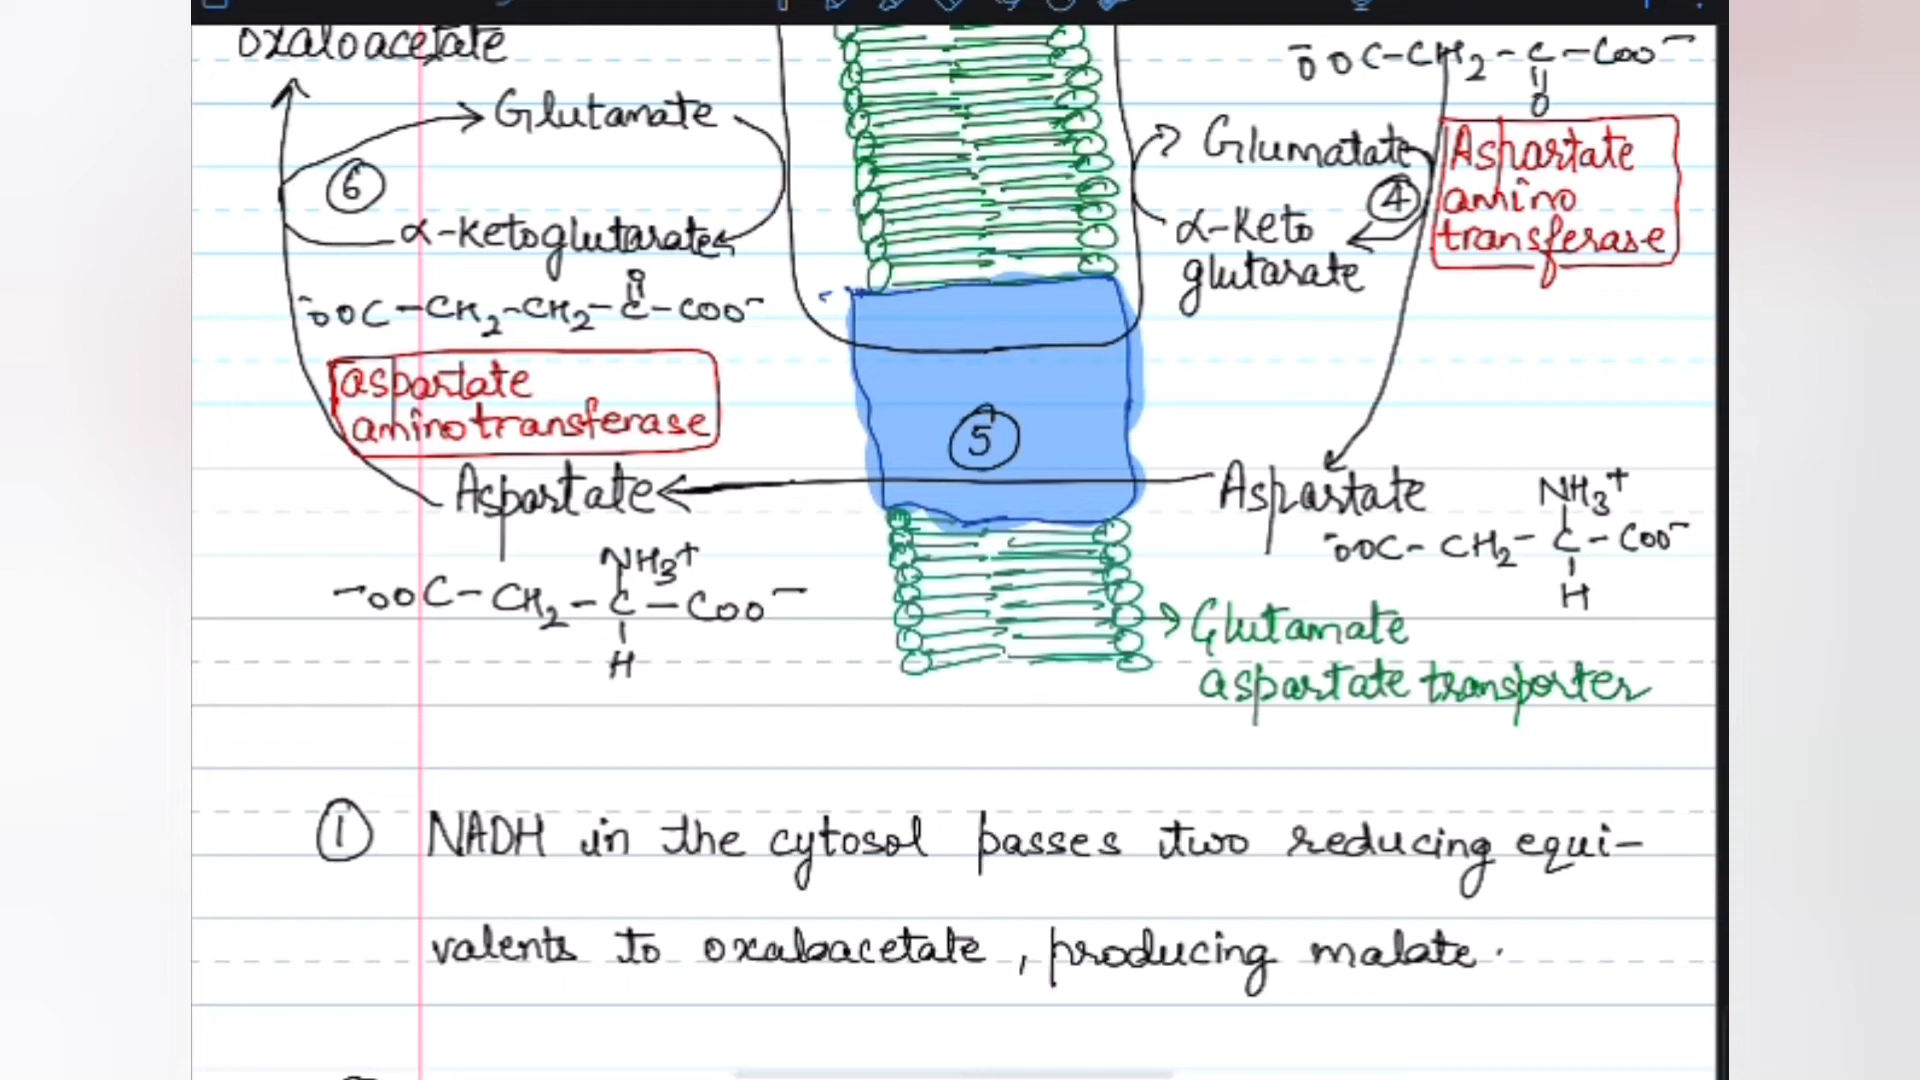 oxaloacetate
⁻OOC-CH₂-C-COO⁻
O
Glutamate
Glumatate
Aspartate
amino
transferase
⑥
④
α-ketoglutarate
α-Keto
glutarate
O
⁻OOC-CH₂-CH₂-C-COO⁻
aspartate
aminotransferase
⑤
Aspartate
Aspartate
NH₃⁺
⁻OOC-CH₂-C-COO⁻
H
NH₃⁺
⁻OOC-CH₂-C-COO⁻
H
Glutamate
aspartate transporter
① NADH in the cytosol passes two reducing equi-
valents to oxaloacetate, producing malate.